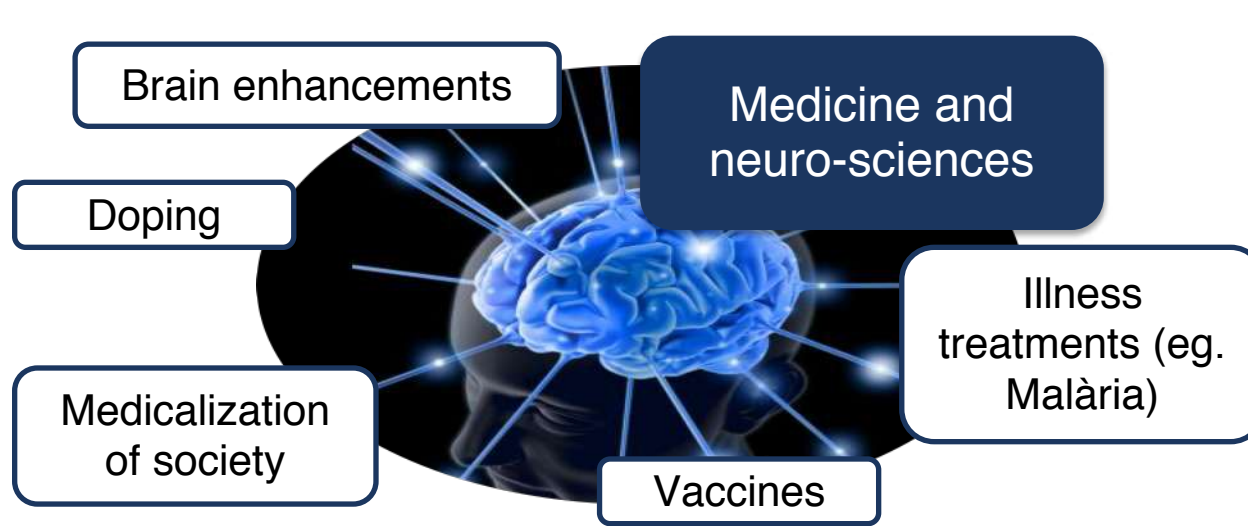 Brain enhancements
Medicine and
neuro-sciences
Doping
Illness
treatments (eg.
Malària)
Medicalization
of society
Vaccines